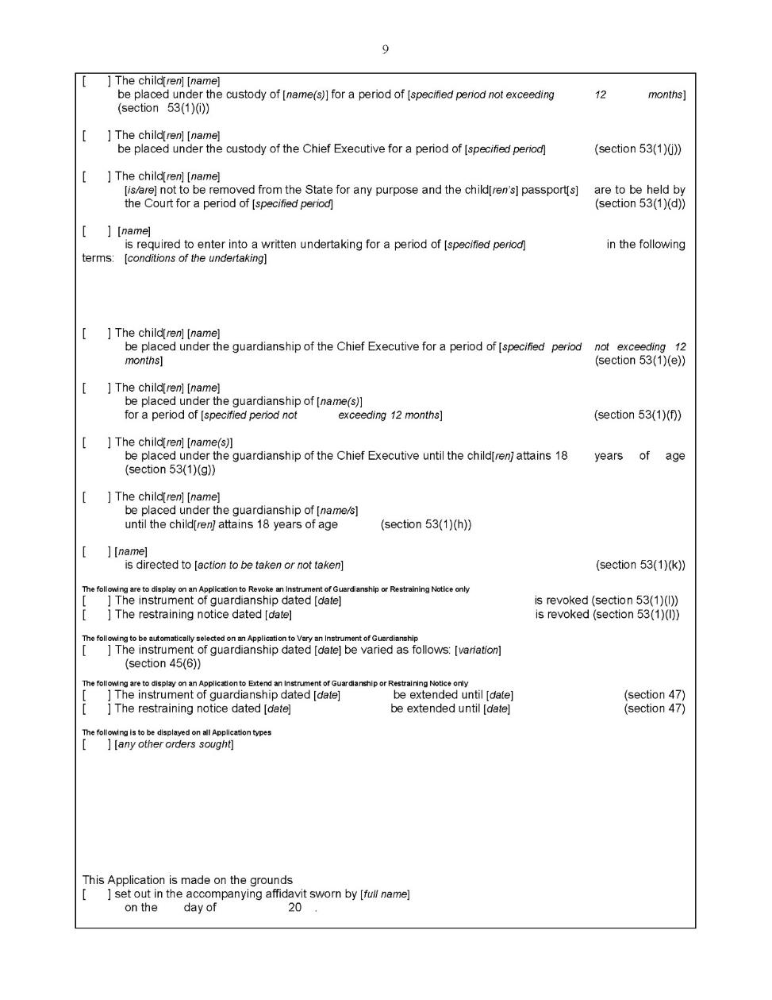 9
[ ] The child[ren] [name]
be placed under the custody of [name(s)] for a period of [specified period not exceeding 12 months]
(section 53(1)(i))
[ ] The child[ren] [name]
be placed under the custody of the Chief Executive for a period of [specified period] (section 53(1)(j))
[ ] The child[ren] [name]
[is/are] not to be removed from the State for any purpose and the child[ren's] passport[s] are to be held by
the Court for a period of [specified period] (section 53(1)(d))
[ ] [name]
is required to enter into a written undertaking for a period of [specified period] in the following
terms: [conditions of the undertaking]
[ ] The child[ren] [name]
be placed under the guardianship of the Chief Executive for a period of [specified period not exceeding 12
months] (section 53(1)(e))
[ ] The child[ren] [name]
be placed under the guardianship of [name(s)]
for a period of [specified period not exceeding 12 months] (section 53(1)(f))
[ ] The child[ren] [name(s)]
be placed under the guardianship of the Chief Executive until the child[ren] attains 18 years of age
(section 53(1)(g))
[ ] The child[ren] [name]
be placed under the guardianship of [name/s]
until the child[ren] attains 18 years of age (section 53(1)(h))
[ ] [name]
is directed to [action to be taken or not taken] (section 53(1)(k))
The following are to display on an Application to Revoke an Instrument of Guardianship or Restraining Notice only
[ ] The instrument of guardianship dated [date] is revoked (section 53(1)(l))
[ ] The restraining notice dated [date] is revoked (section 53(1)(l))
The following to be automatically selected on an Application to Vary an Instrument of Guardianship
[ ] The instrument of guardianship dated [date] be varied as follows: [variation]
(section 45(6))
The following are to display on an Application to Extend an Instrument of Guardianship or Restraining Notice only
[ ] The instrument of guardianship dated [date] be extended until [date] (section 47)
[ ] The restraining notice dated [date] be extended until [date] (section 47)
The following is to be displayed on all Application types
[ ] [any other orders sought]
This Application is made on the grounds
[ ] set out in the accompanying affidavit sworn by [full name]
on the day of 20 .